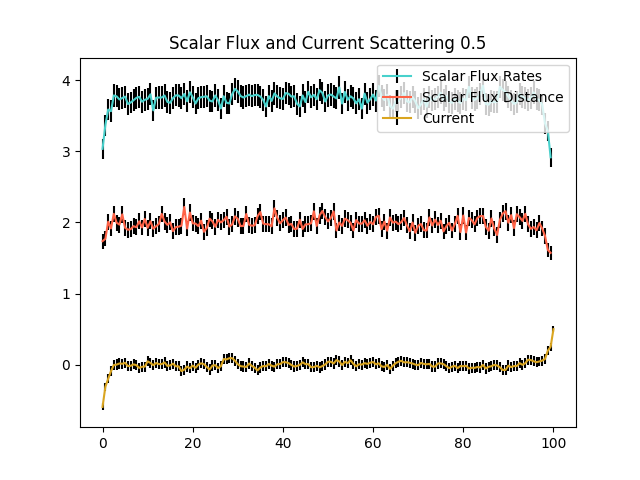 Scalar Flux and Current Scattering 0.5
Scalar Flux Rates
Scalar Flux Distance
Current
4
3
2
1
0
0 20 40 60 80 100